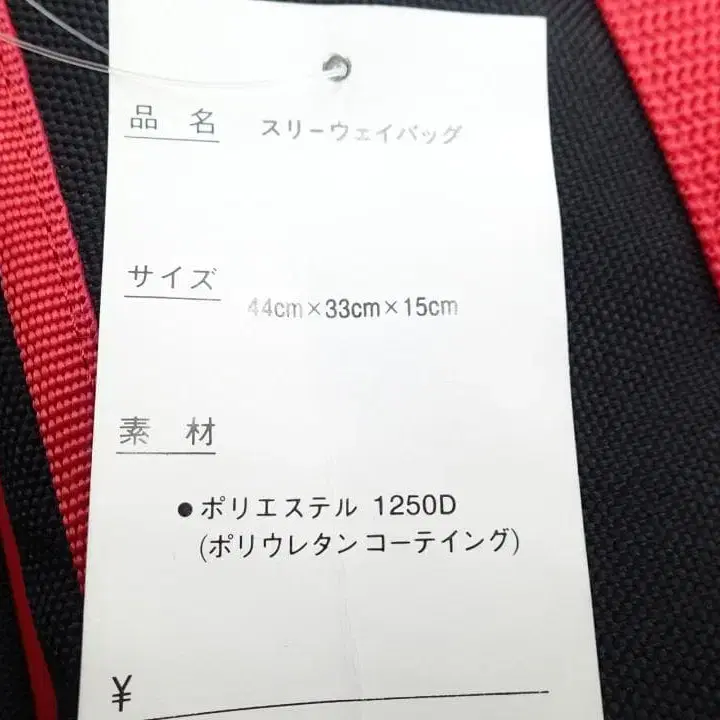 品 名 スリーウェイバッグ
サイズ 44cm×33cm×15cm
素 材
●ポリエステル 1250D
(ポリウレタンコーテイング)
¥